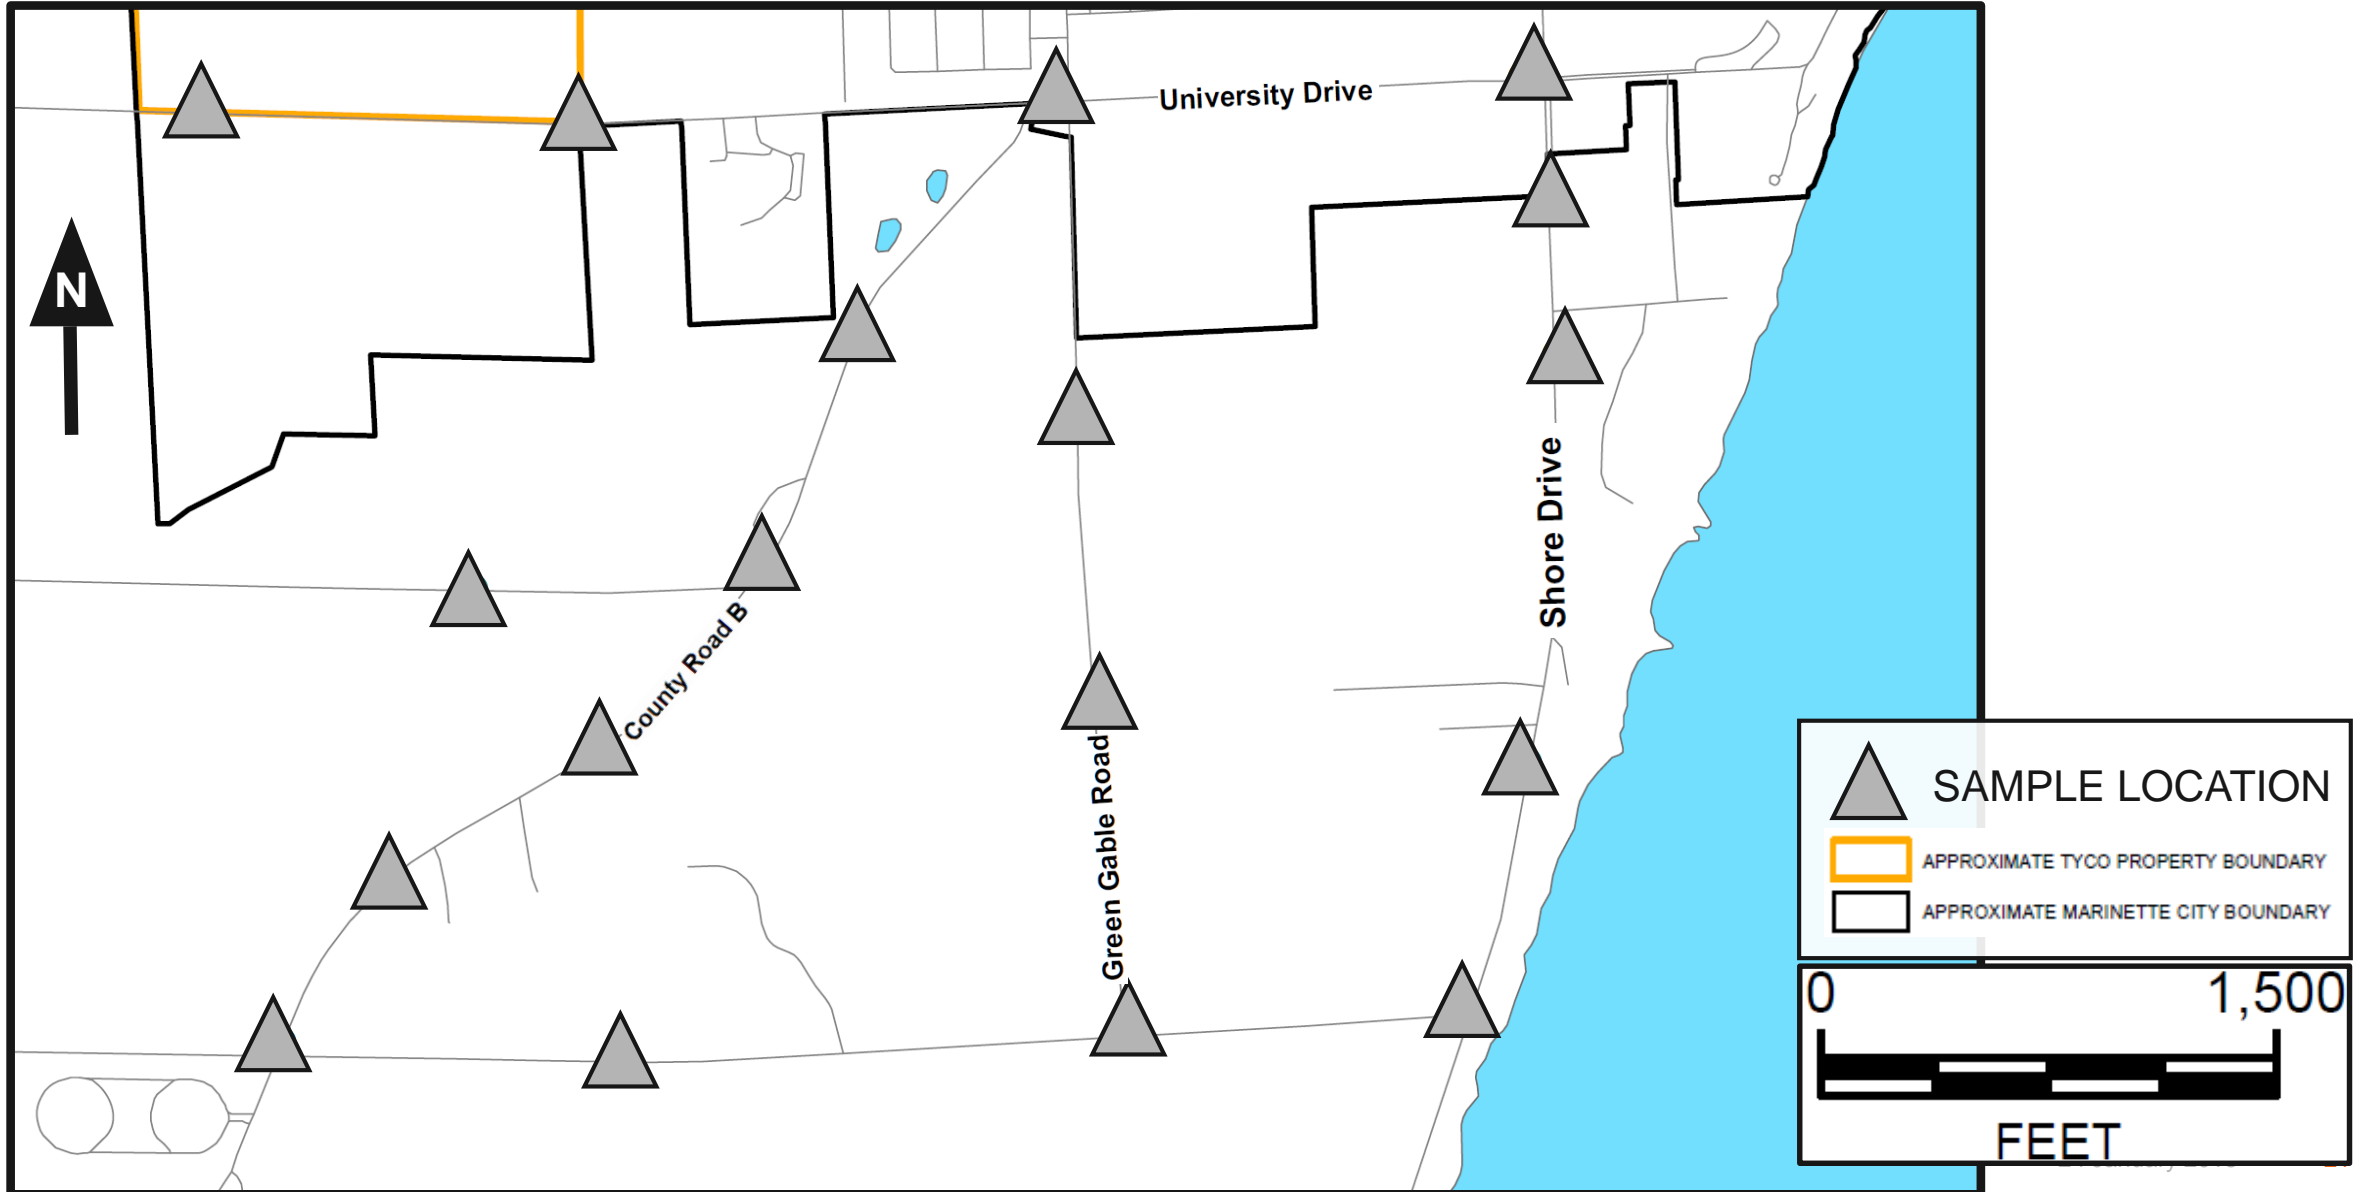 University Drive
N
Shore Drive
County Road B
Green Gable Road
SAMPLE LOCATION
APPROXIMATE TYCO PROPERTY BOUNDARY
APPROXIMATE MARINETTE CITY BOUNDARY
0 1,500
FEET